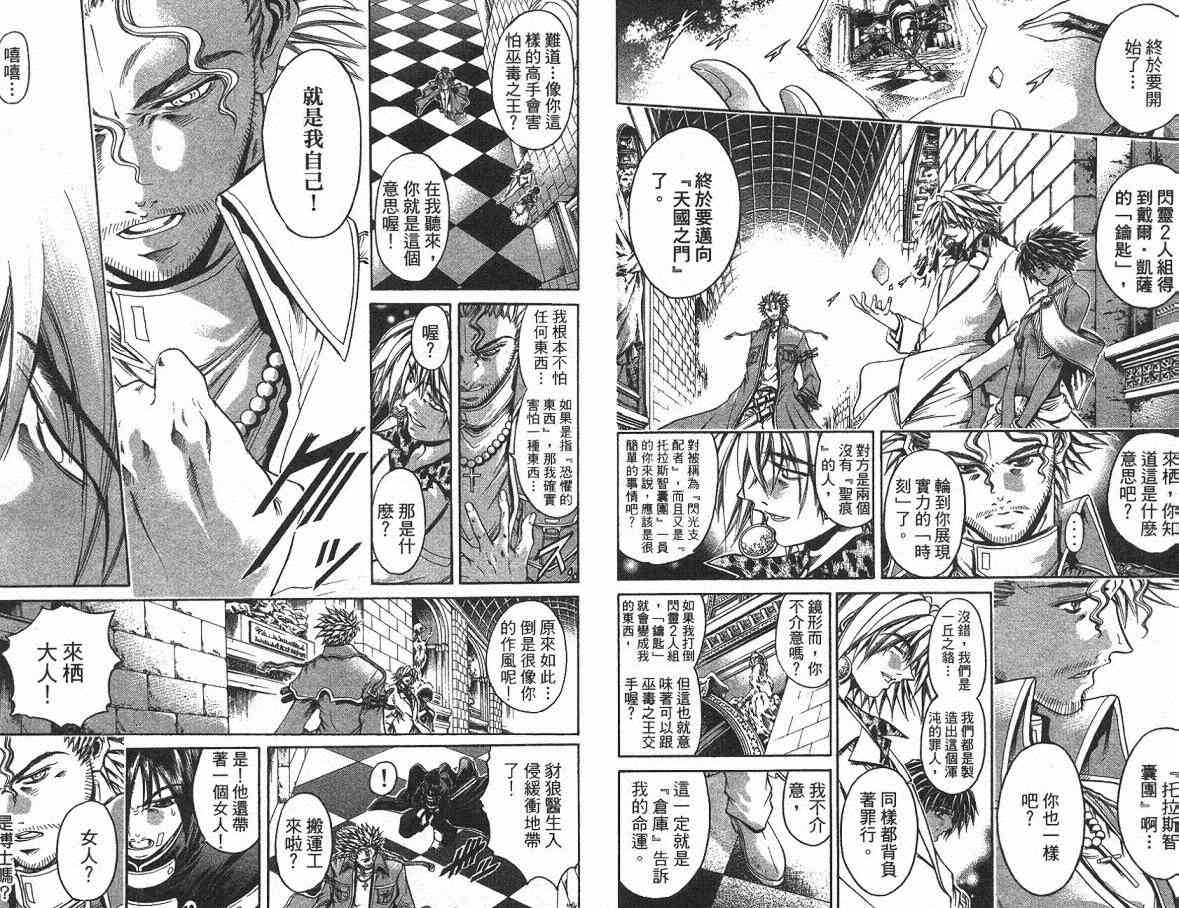 終於要開
始了…
閃靈2人組得
到戴爾‧凱薩
的「鑰匙」，
終於要邁向
『天國之門』
了。
來栖，你知
道這是什麼
意思吧？
…
輪到你展現
實力的「時
刻」了。
對方是兩個
沒有『聖痕
』的人，
對被稱為『閃光支
配者』，而且又是『
托拉斯智囊團』一員
的你來說，應該是很
簡單的事情吧？
『托拉斯智
囊團』啊…
你也一樣
吧？
沒錯，我們是
一丘之貉…
我們都是製
造出這個渾
沌的罪人，
同樣都背負
著罪行。
鏡形而，你
不介意嗎？
如果我打倒
閃靈2人組
，「鑰匙」
就會變成我
的東西，
但這也就意
味著可以跟
巫毒之王交
手喔？
我不介
意，
這一定就是
『倉庫』告訴
我的命運。
難道…像你這
樣的高手會害
怕巫毒之王？
在我聽來，
你就是這個
意思喔！
我根本不怕
任何東西…
如果是指『恐懼的
東西』，那我確實
害怕一種東西…
喔？
那是什
麼？
就是我自己！
嘻嘻…
原來如此…
倒是很像你
的作風呢！
來栖
大人！
豺狼醫生入
侵緩衝地帶
了！
！
搬運工
來啦？
是！他還帶
著一個女人！
女人？
是博士嗎？